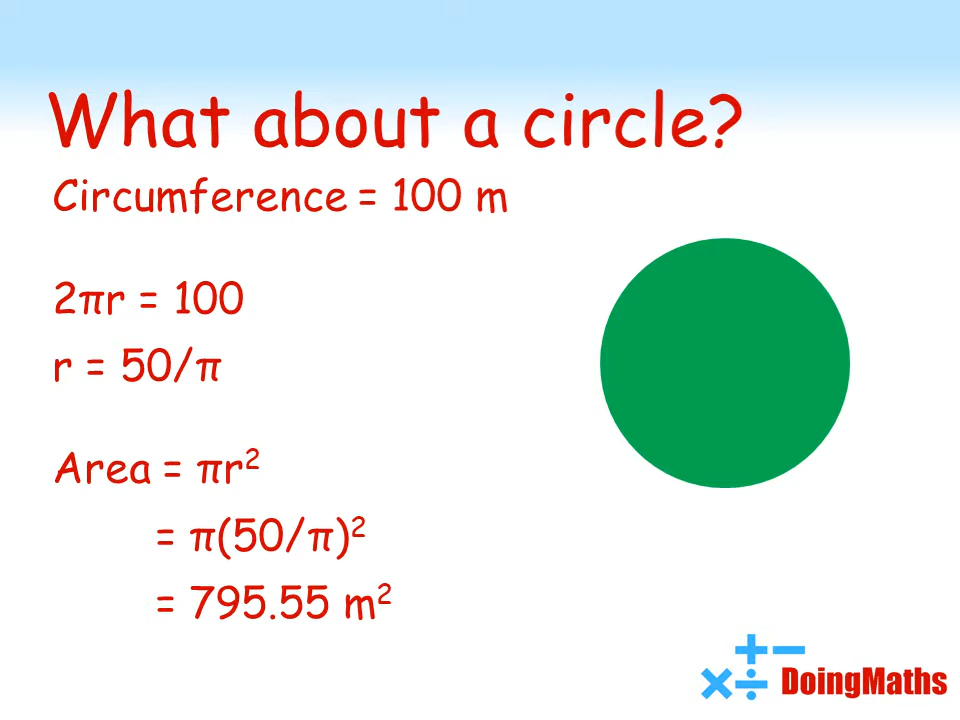 What about a circle?
Circumference = 100 m
2πr = 100
r = 50/π
Area = πr²
= π(50/π)²
= 795.55 m²
+ −
× ÷ DoingMaths